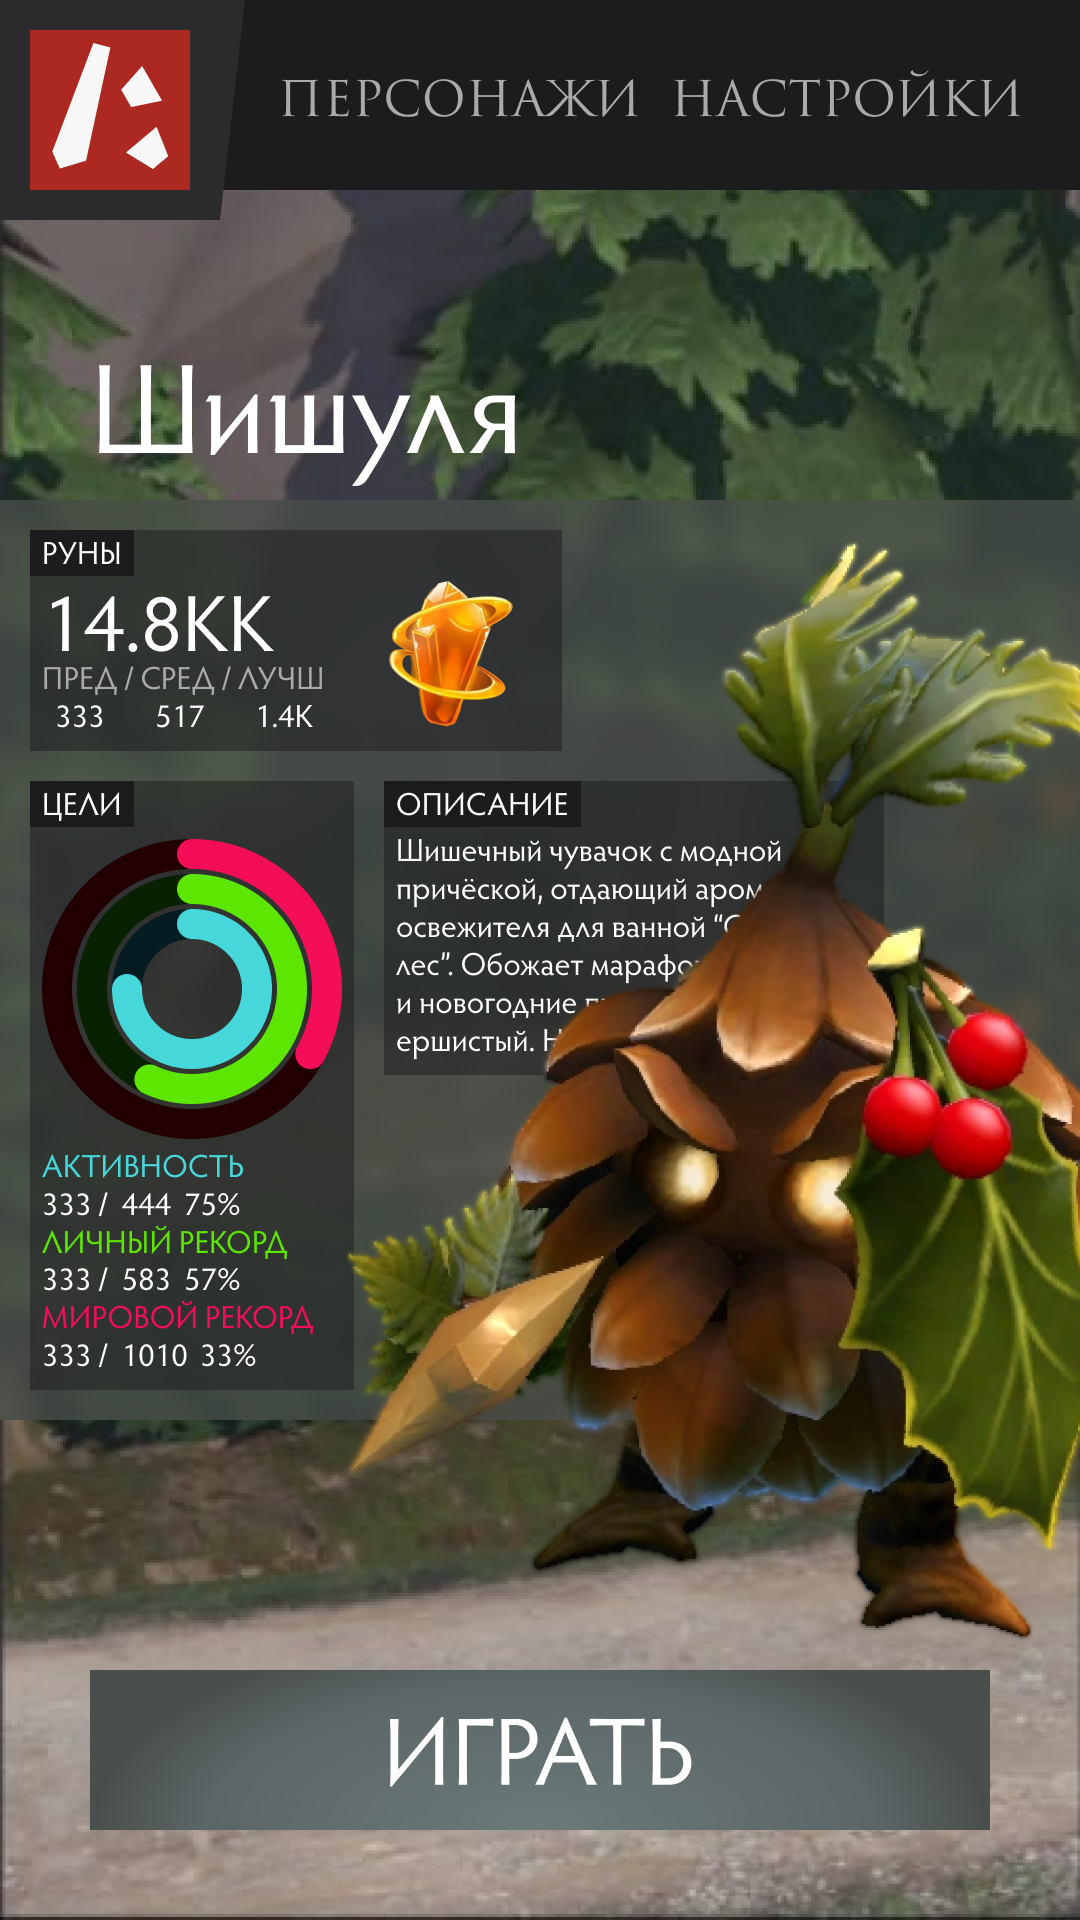 ПЕРСОНАЖИ НАСТРОЙКИ
Шишуля
РУНЫ
14.8КК
ПРЕД / СРЕД / ЛУЧШ
333 517 1.4К
ЦЕЛИ
АКТИВНОСТЬ
333 / 444 75%
ЛИЧНЫЙ РЕКОРД
333 / 583 57%
МИРОВОЙ РЕКОРД
333 / 1010 33%
ОПИСАНИЕ
Шишечный чувачок с модной
причёской, отдающий
освежителя для ванной
лес”. Обожает
и новогодние
ершистый.
ИГРАТЬ